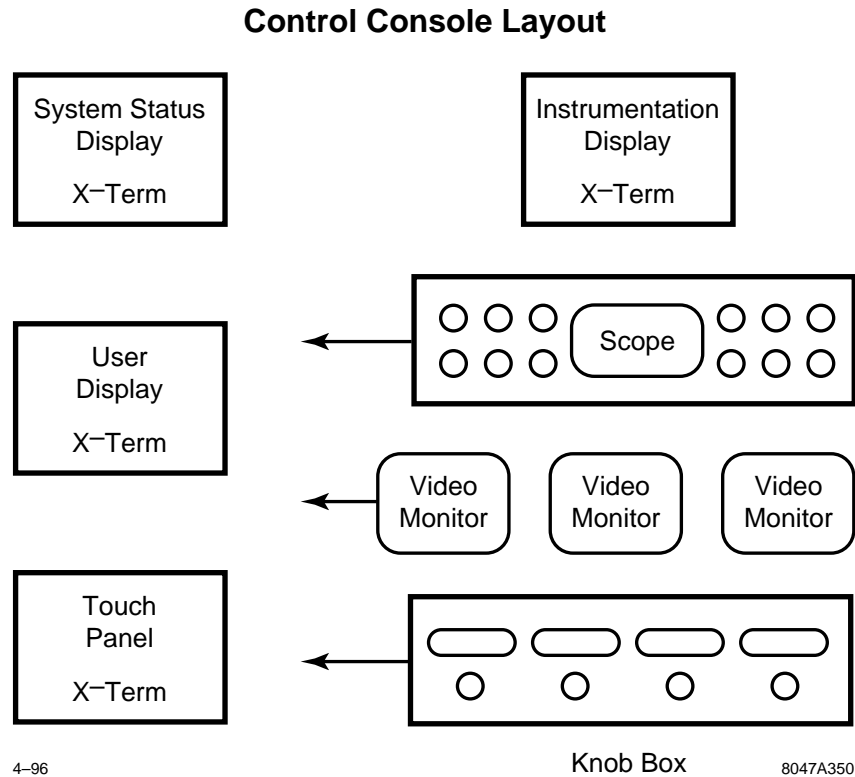 Control Console Layout
System Status
Display
X–Term
Instrumentation
Display
X–Term
Scope
User
Display
X–Term
Video
Monitor
Video
Monitor
Video
Monitor
Touch
Panel
X–Term
Knob Box
4–96
8047A350